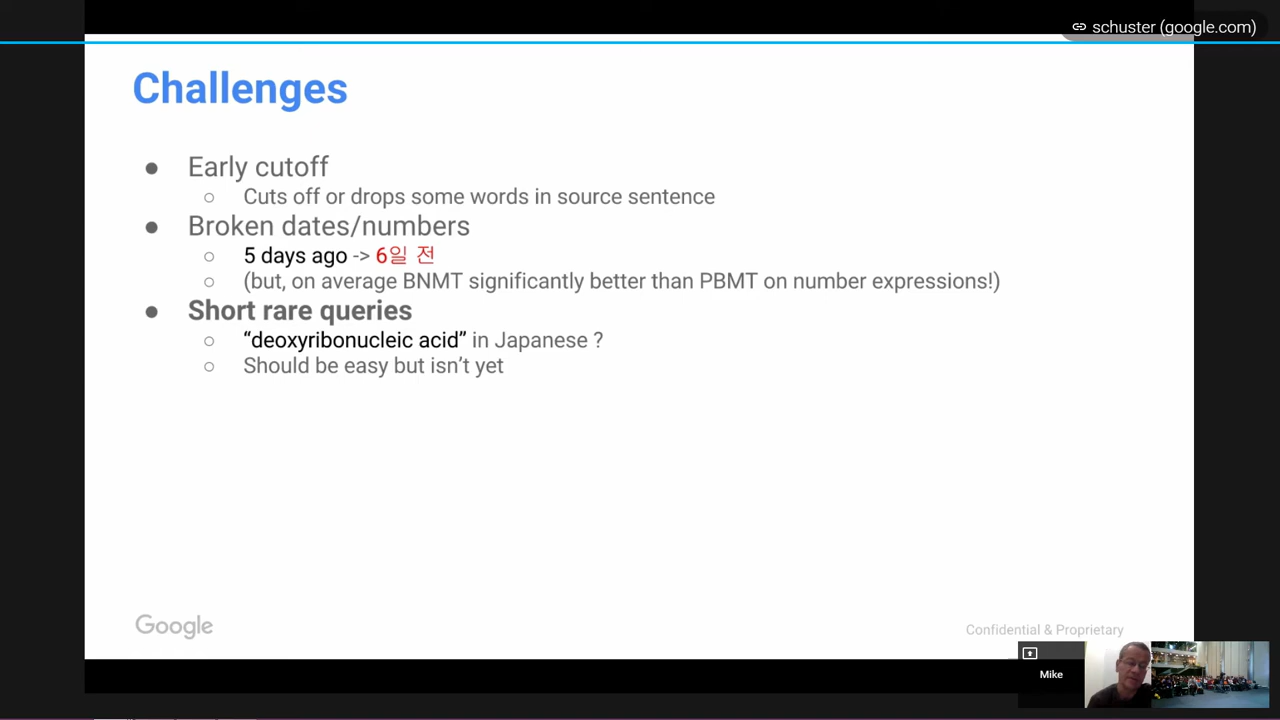 schuster (google.com)
Challenges
● Early cutoff
○ Cuts off or drops some words in source sentence
● Broken dates/numbers
○ 5 days ago -> 6일 전
○ (but, on average BNMT significantly better than PBMT on number expressions!)
● Short rare queries
○ “deoxyribonucleic acid” in Japanese ?
○ Should be easy but isn’t yet
Google
Confidential & Proprietary
Mike